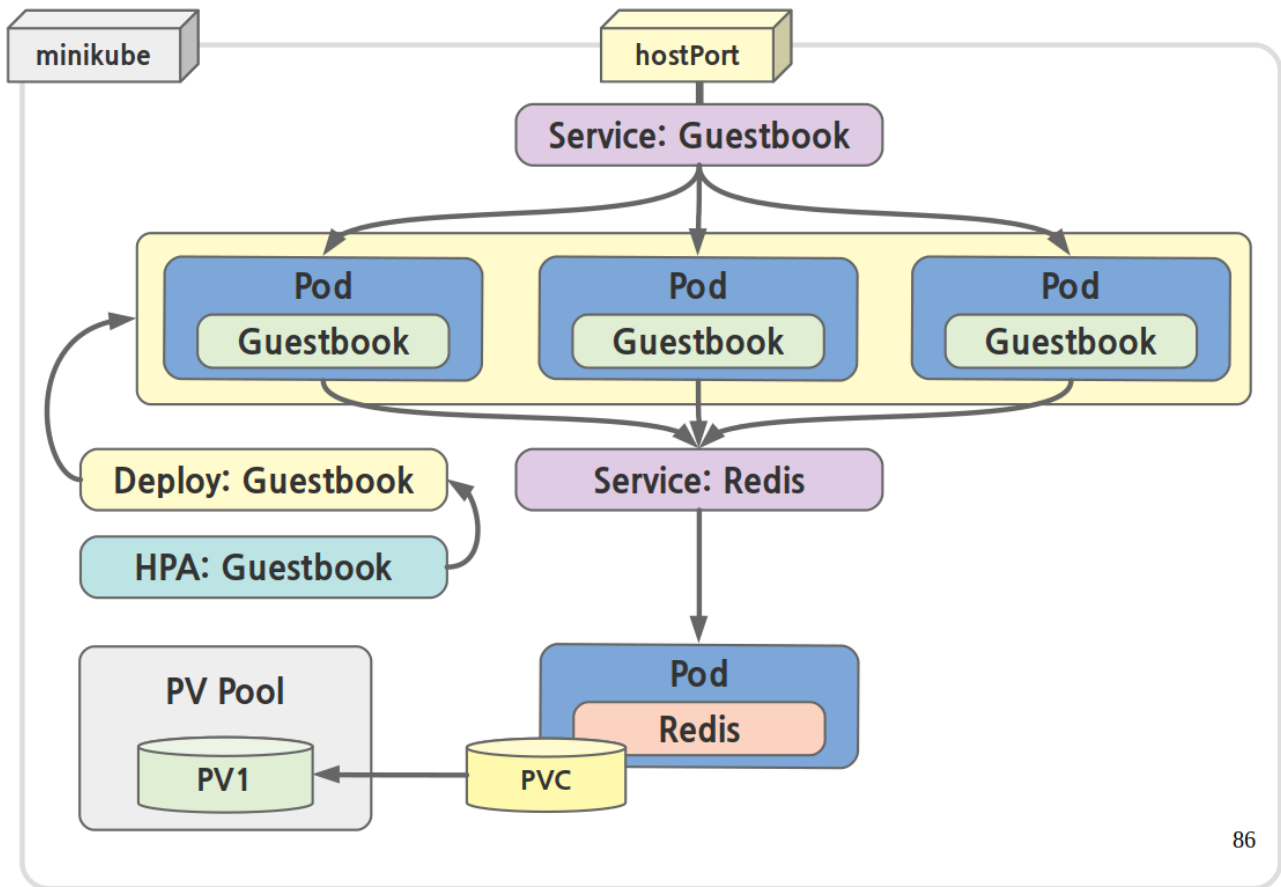 minikube
hostPort
Service: Guestbook
Pod
Guestbook
Pod
Guestbook
Pod
Guestbook
Deploy: Guestbook
Service: Redis
HPA: Guestbook
PV Pool
PV1
PVC
Pod
Redis
86